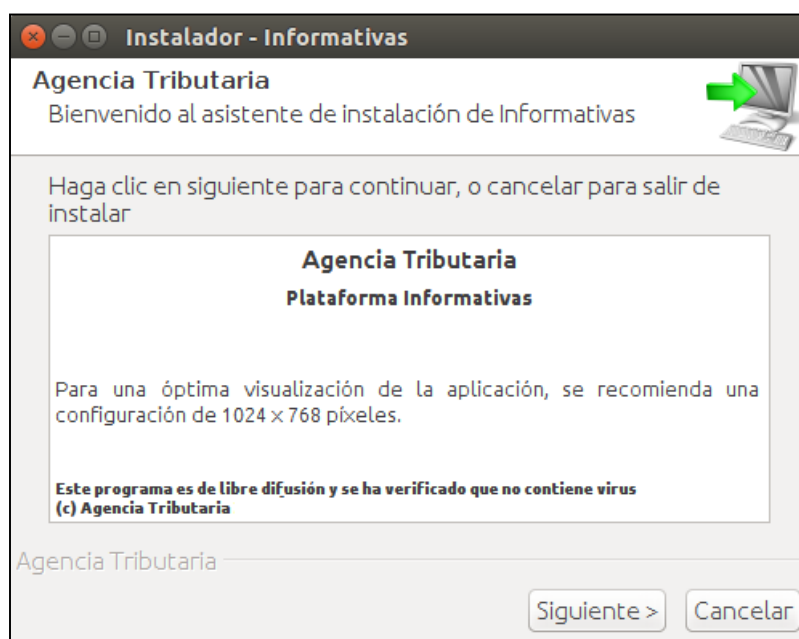 Instalador - Informativas
Agencia Tributaria
Bienvenido al asistente de instalación de Informativas
Haga clic en siguiente para continuar, o cancelar para salir de
instalar
Agencia Tributaria
Plataforma Informativas
Para una óptima visualización de la aplicación, se recomienda una
configuración de 1024 x 768 píxeles.
Este programa es de libre difusión y se ha verificado que no contiene virus
(c) Agencia Tributaria
Agencia Tributaria
Siguiente >
Cancelar